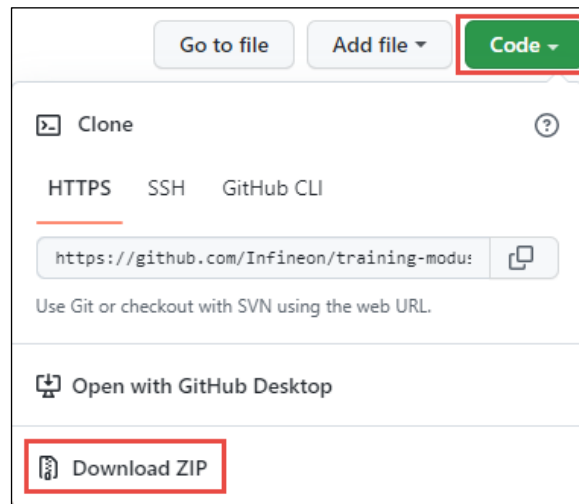 Go to file
Add file
Code
Clone
HTTPS SSH GitHub CLI
https://github.com/Infineon/training-modus
Use Git or checkout with SVN using the web URL.
Open with GitHub Desktop
Download ZIP